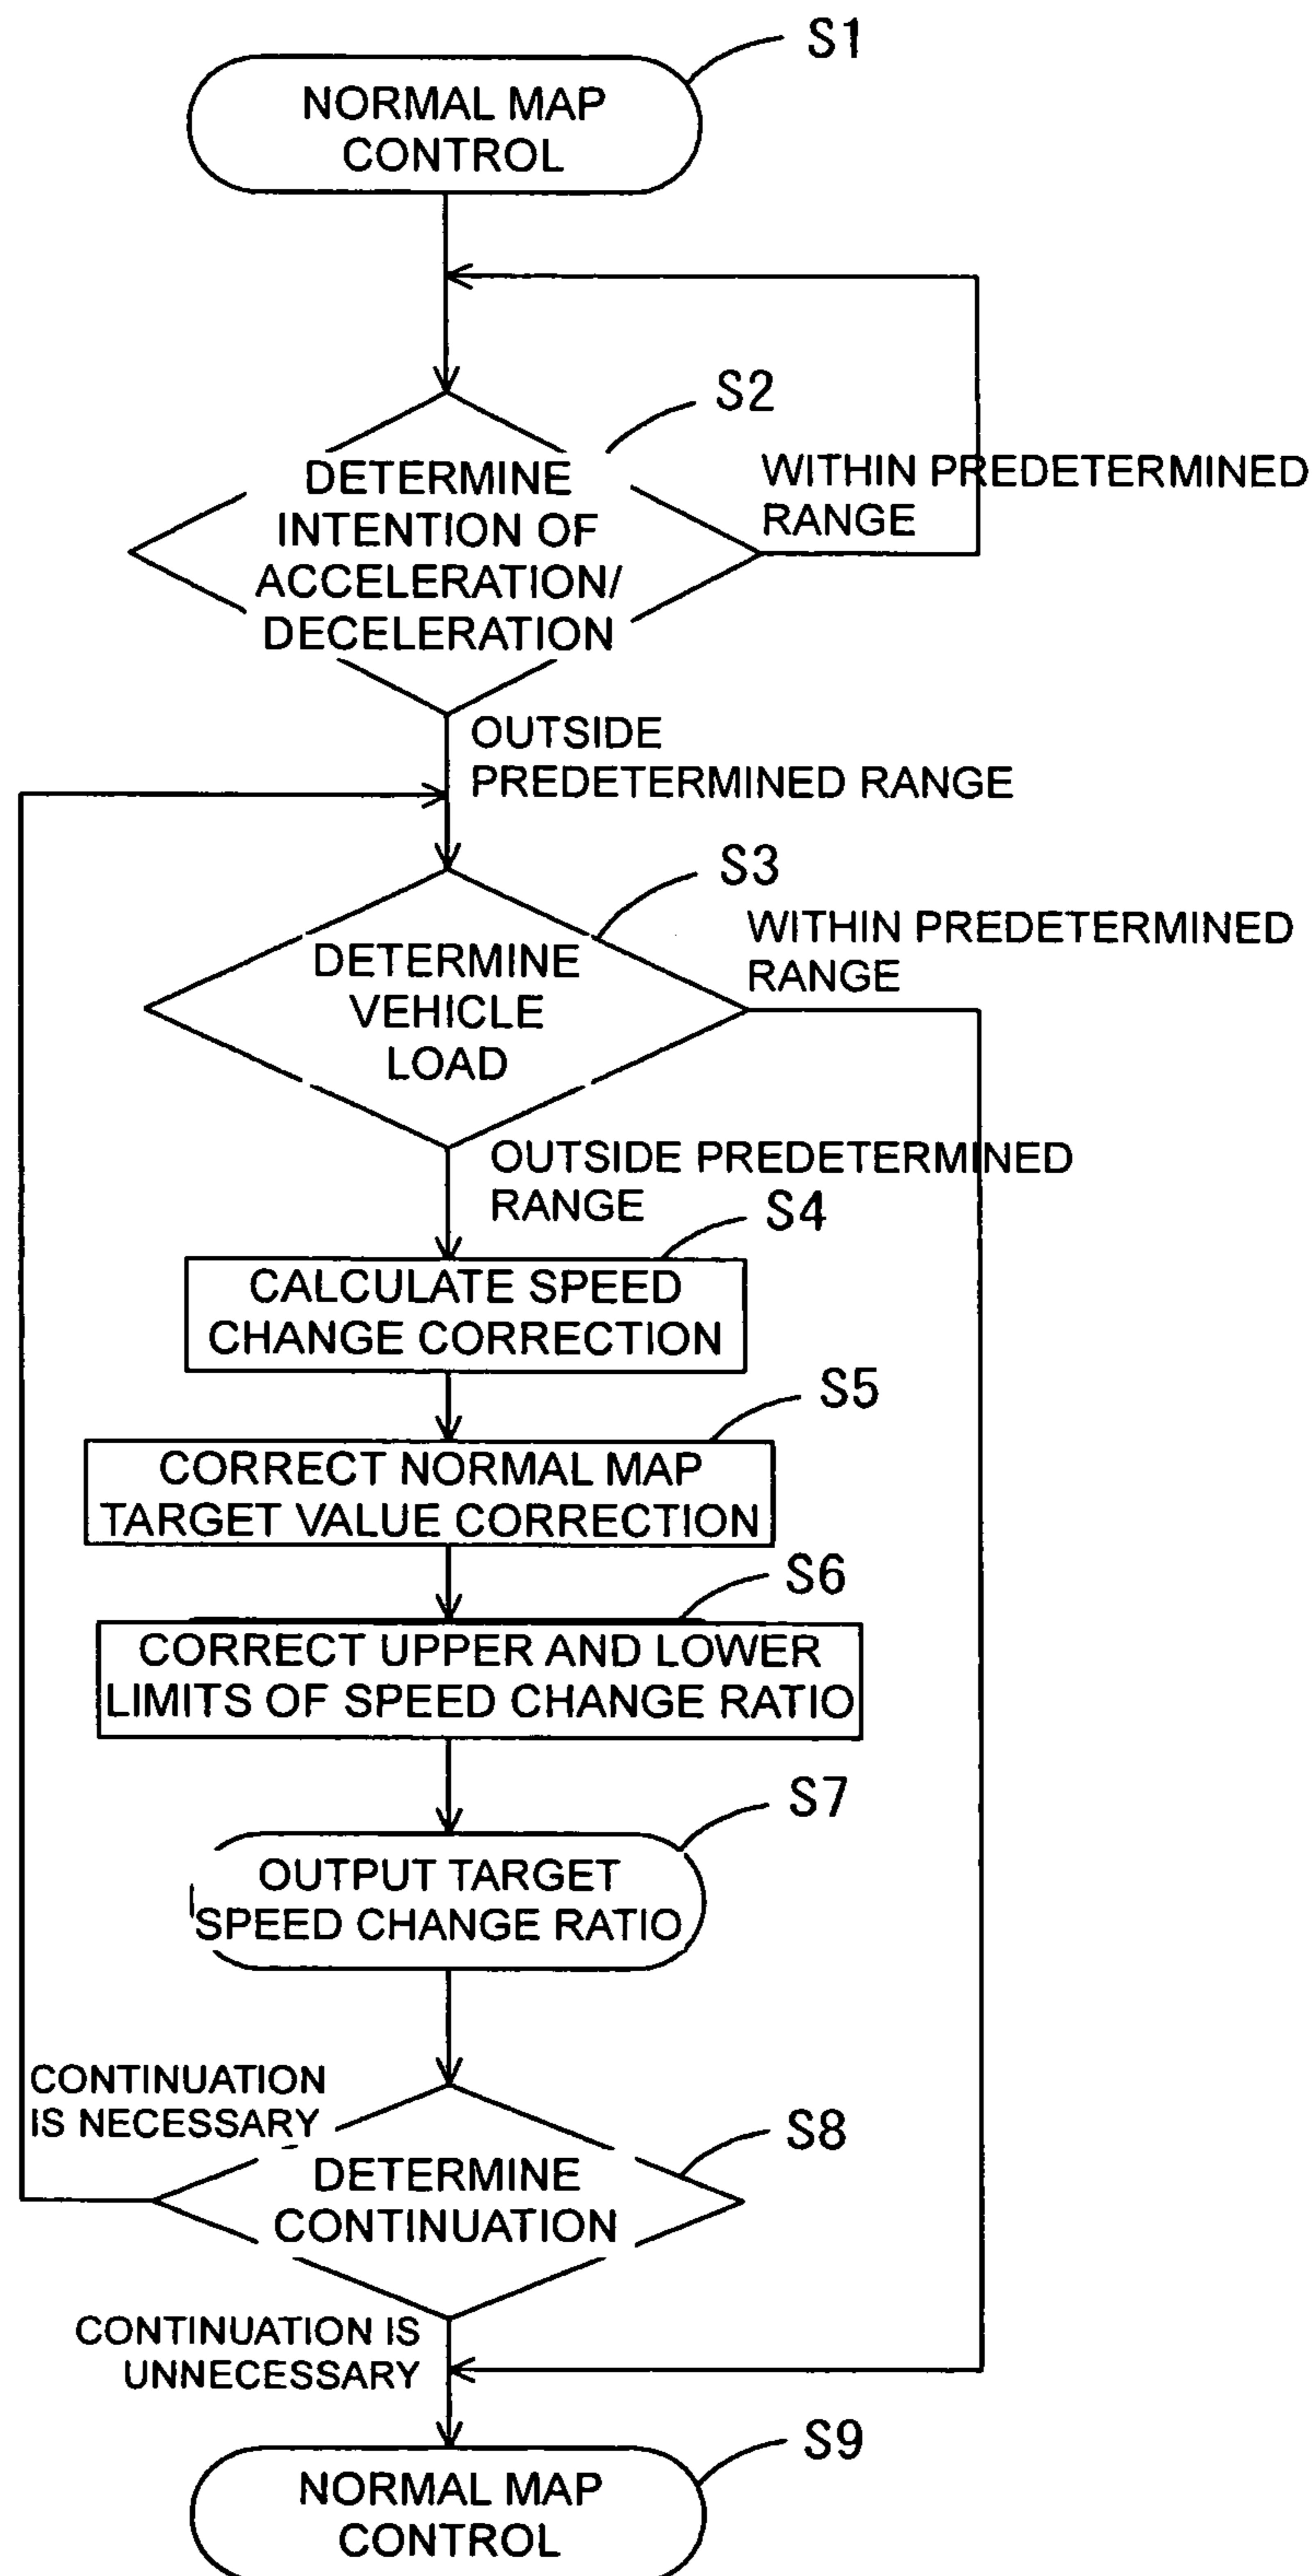 S1
NORMAL MAP
CONTROL
S2
DETERMINE
INTENTION OF
ACCELERATION/
DECELERATION
WITHIN PREDETERMINED
RANGE
OUTSIDE
PREDETERMINED RANGE
S3
DETERMINE
VEHICLE
LOAD
WITHIN PREDETERMINED
RANGE
OUTSIDE PREDETERMINED
RANGE
S4
CALCULATE SPEED
CHANGE CORRECTION
S5
CORRECT NORMAL MAP
TARGET VALUE CORRECTION
S6
CORRECT UPPER AND LOWER
LIMITS OF SPEED CHANGE RATIO
S7
OUTPUT TARGET
SPEED CHANGE RATIO
CONTINUATION
IS NECESSARY
S8
DETERMINE
CONTINUATION
CONTINUATION IS
UNNECESSARY
S9
NORMAL MAP
CONTROL